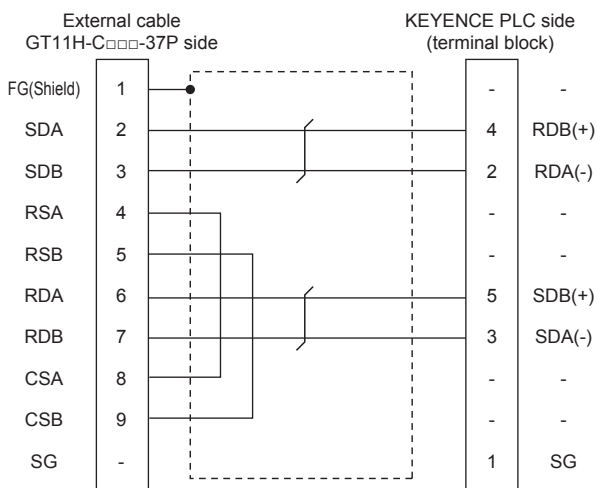 External cable
GT11H-C□□□-37P side
KEYENCE PLC side
(terminal block)
FG(Shield) 1 - -
SDA 2 4 RDB(+)
SDB 3 2 RDA(-)
RSA 4 - -
RSB 5 - -
RDA 6 5 SDB(+)
RDB 7 3 SDA(-)
CSA 8 - -
CSB 9 - -
SG - 1 SG